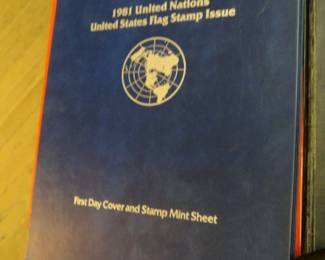 1981 United Nations
United States Flag Stamp Issue
First Day Cover and Stamp Mint Sheet